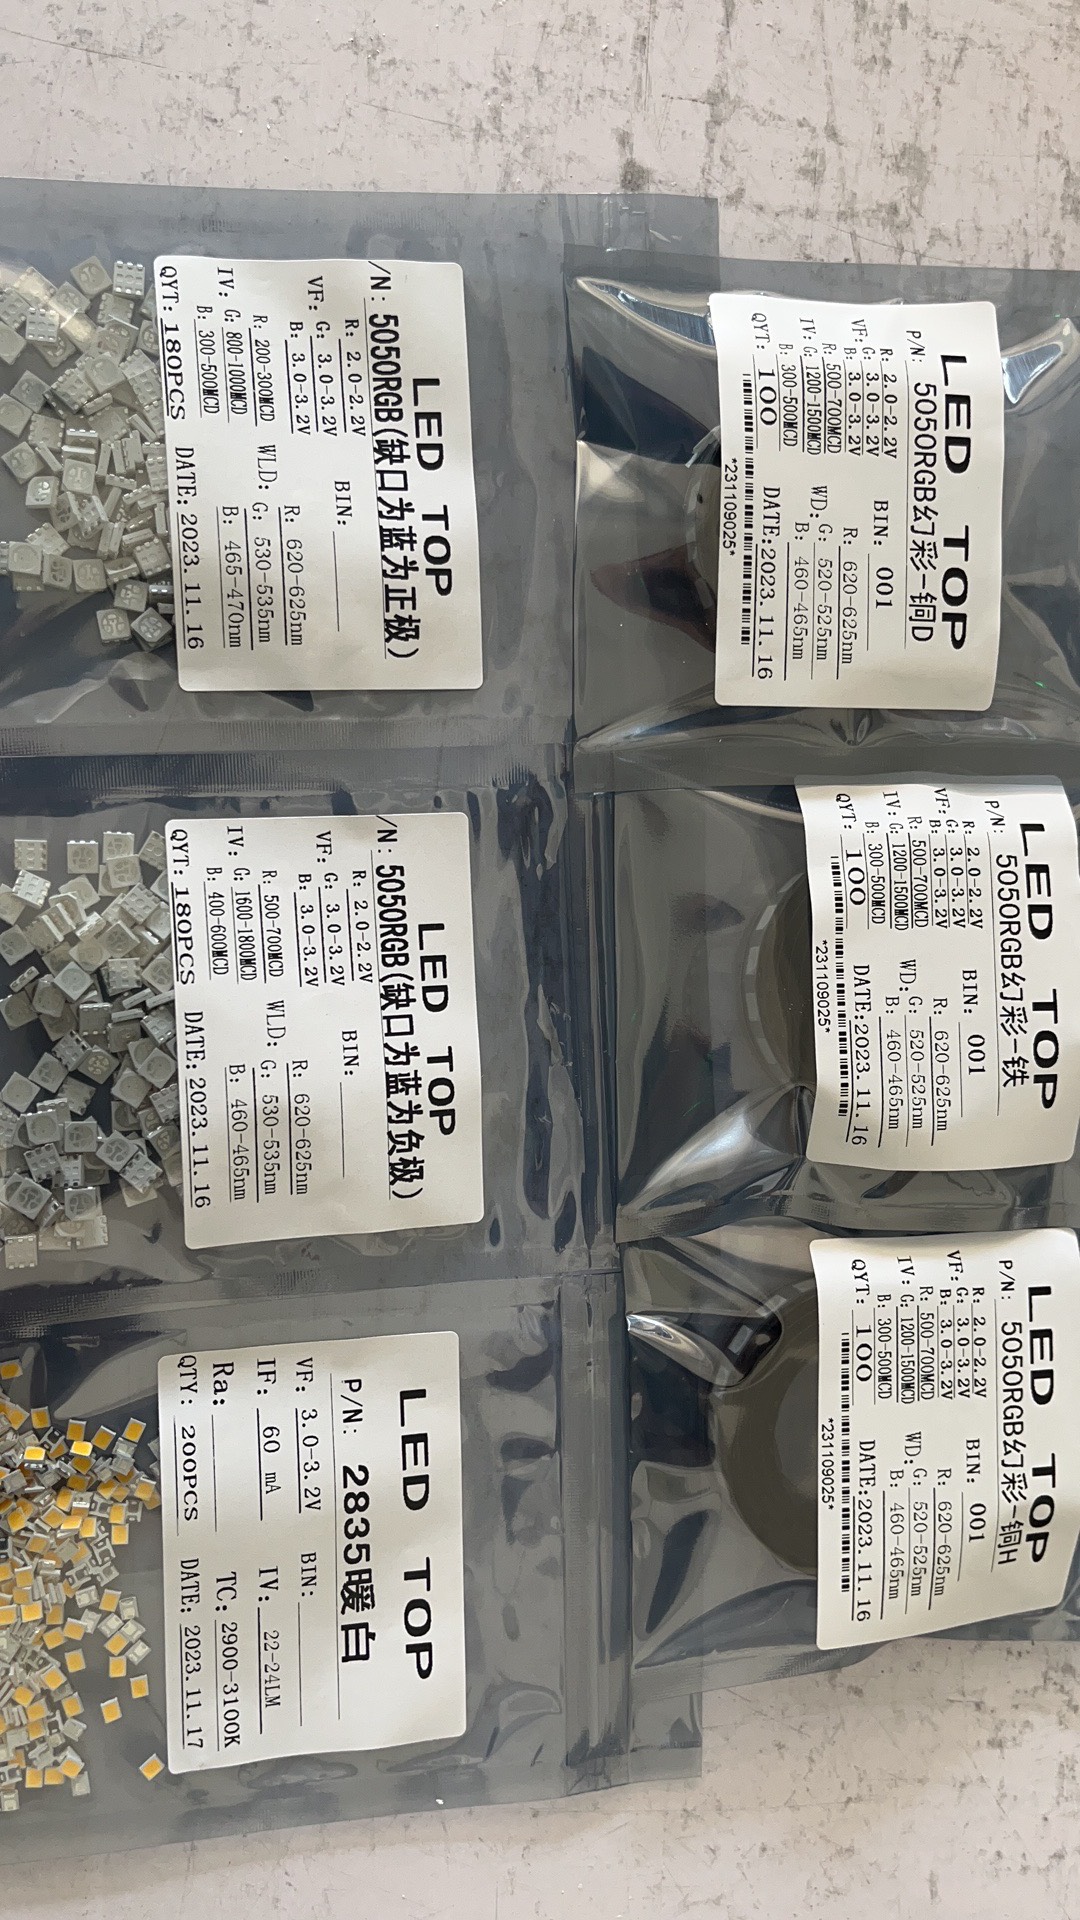 LED TOP
P/N: 5050RGB幻彩-铜D
R: 2.0-2.2V
VF: G: 3.0-3.2V BIN: 001
B: 3.0-3.2V
R: 500-700MCD R: 620-625nm
IV: G: 1200-1500MCD WD: G: 520-525nm
B: 300-500MCD B: 460-465nm
QYT: 100 DATE:2023.11.16
*231109025*
LED TOP
P/N: 5050RGB幻彩-铁
R: 2.0-2.2V
VF: G: 3.0-3.2V BIN: 001
B: 3.0-3.2V
R: 500-700MCD R: 620-625nm
IV: G: 1200-1500MCD WD: G: 520-525nm
B: 300-500MCD B: 460-465nm
QYT: 100 DATE:2023.11.16
*231109025*
LED TOP
P/N: 5050RGB幻彩-铜H
R: 2.0-2.2V
VF: G: 3.0-3.2V BIN: 001
B: 3.0-3.2V
R: 500-700MCD R: 620-625nm
IV: G: 1200-1500MCD WD: G: 520-525nm
B: 300-500MCD B: 460-465nm
QYT: 100 DATE:2023.11.16
*231109025*
LED TOP
/N: 5050RGB(缺口为蓝为正极)
R: 2.0-2.2V BIN:
VF: G: 3.0-3.2V
B: 3.0-3.2V R: 620-625nm
R: 200-300MCD WLD: G: 530-535nm
IV: G: 800-1000MCD B: 465-470nm
B: 300-500MCD
QYT: 180PCS DATE: 2023.11.16
LED TOP
/N: 5050RGB(缺口为蓝为负极)
R: 2.0-2.2V BIN:
VF: G: 3.0-3.2V
B: 3.0-3.2V R: 620-625nm
R: 500-700MCD WLD: G: 530-535nm
IV: G: 1600-1800MCD B: 460-465nm
B: 400-600MCD
QYT: 180PCS DATE: 2023.11.16
LED TOP
P/N: 2835暖白
VF: 3.0-3.2V BIN:
IF: 60 mA IV: 22-24LM
Ra: TC: 2900-3100K
QTY: 200PCS DATE: 2023.11.17